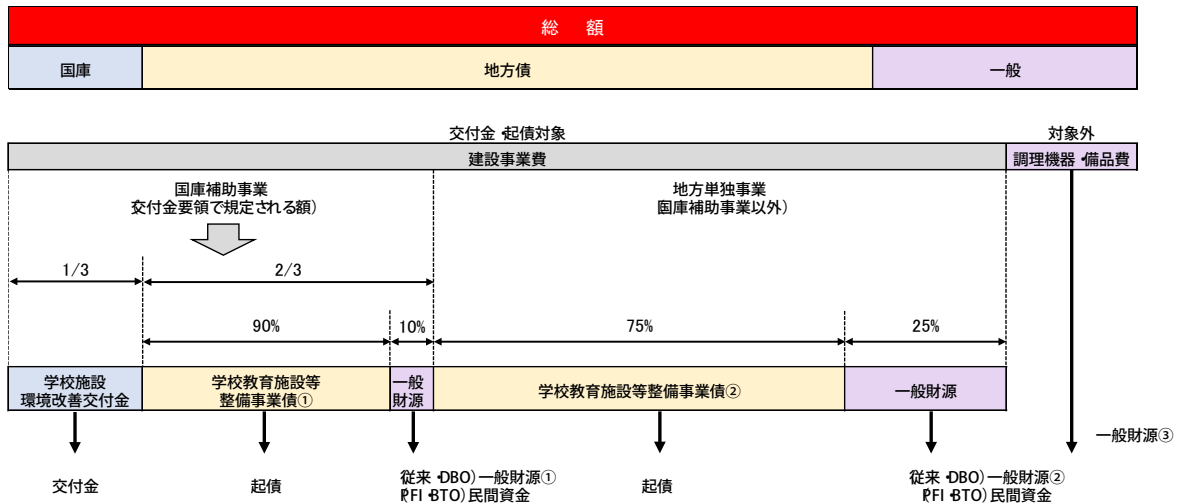 総 額
国庫
地方債
一般
交付金・起債対象
対象外
建設事業費
調理機器・備品費
国庫補助事業
交付金要領で規定される額)
地方単独事業
国庫補助事業以外)
1/3
2/3
90%
10%
75%
25%
学校施設
環境改善交付金
学校教育施設等
整備事業債①
一般
財源
学校教育施設等整備事業債②
一般財源
一般財源③
交付金
起債
従来・DBO)一般財源①
PFI・BTO)民間資金
起債
従来・DBO)一般財源②
PFI・BTO)民間資金